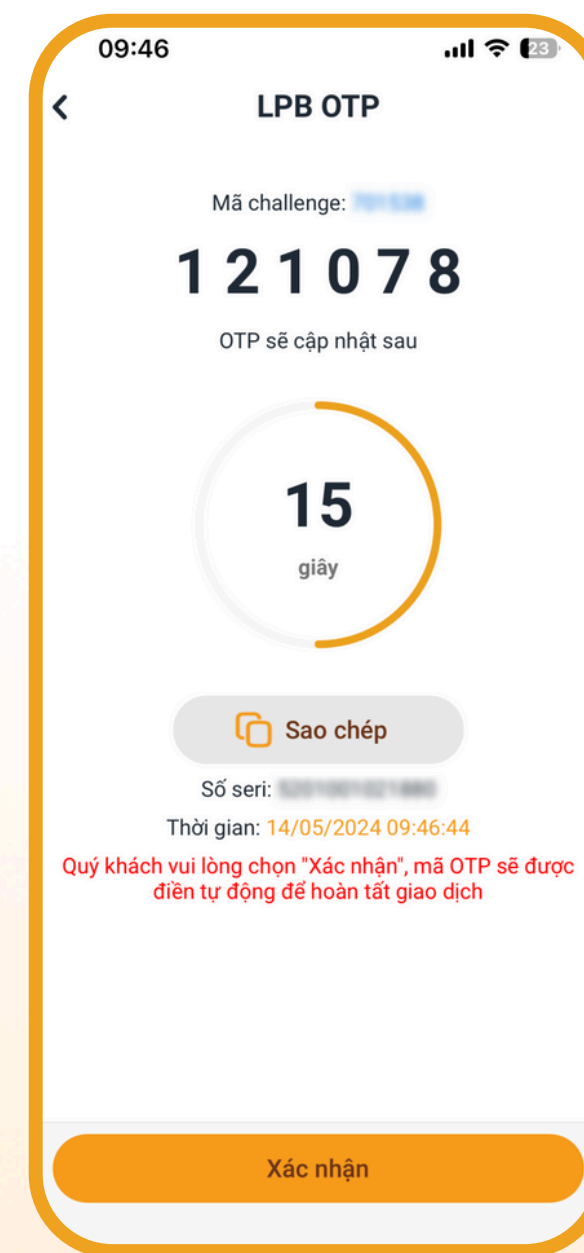 09:46
23
LPB OTP
Mã challenge:
121078
OTP sẽ cập nhật sau
15
giây
Sao chép
Số seri:
Thời gian: 14/05/2024 09:46:44
Quý khách vui lòng chọn "Xác nhận", mã OTP sẽ được
điền tự động để hoàn tất giao dịch
Xác nhận